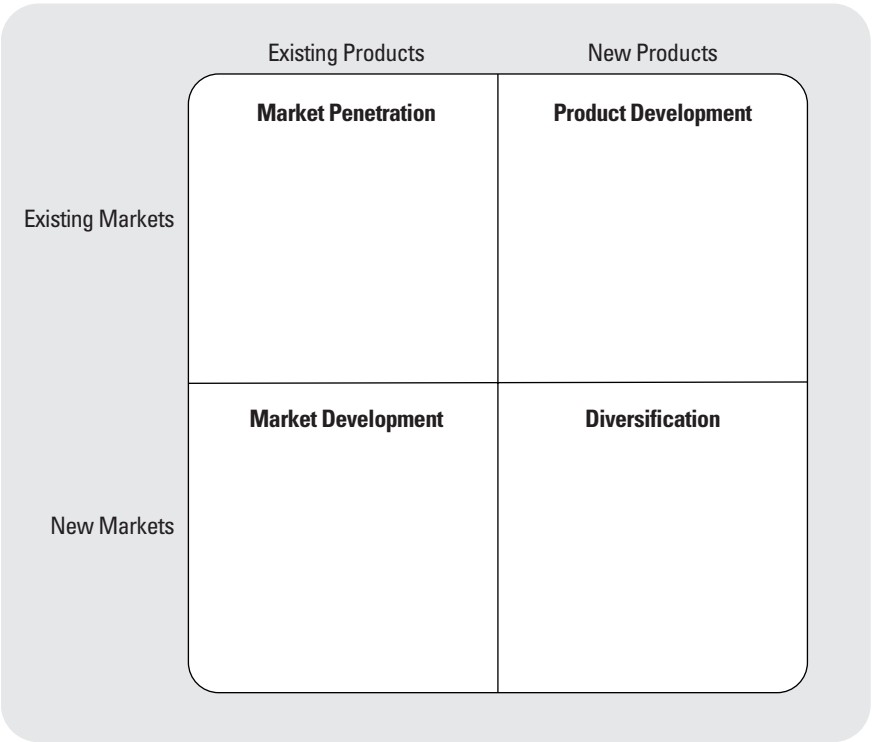 Existing Products
New Products
Market Penetration
Product Development
Existing Markets
Market Development
Diversification
New Markets